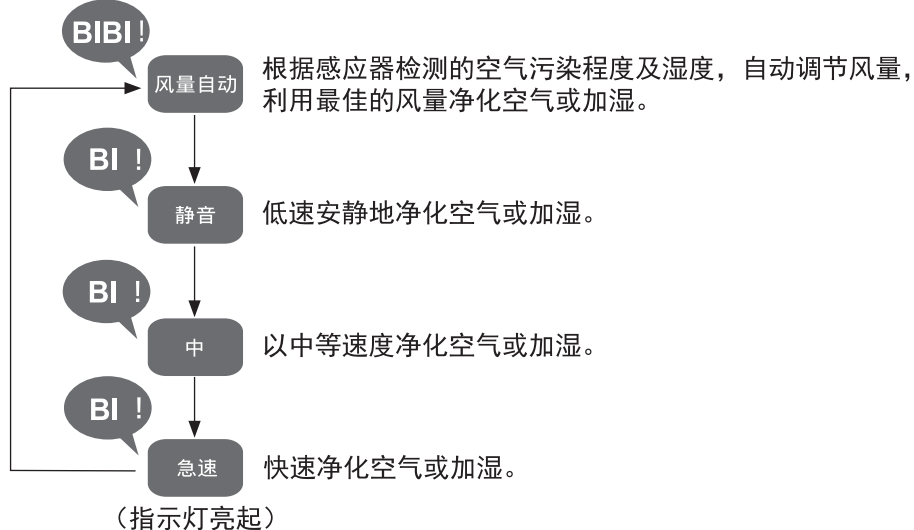 BIBI!
风量自动
根据感应器检测的空气污染程度及湿度，自动调节风量，
利用最佳的风量净化空气或加湿。
BI !
静音
低速安静地净化空气或加湿。
BI !
中
以中等速度净化空气或加湿。
BI !
急速
快速净化空气或加湿。
（指示灯亮起）